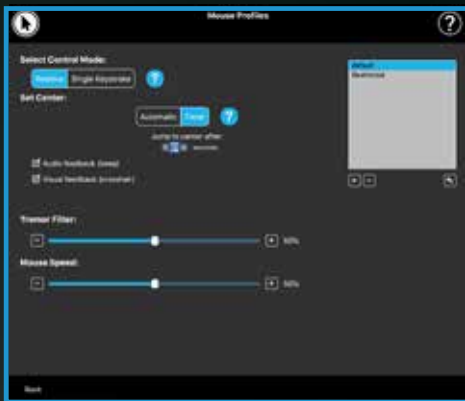 Mouse Profiles
?
Select Control Mode:
Relative Single Keystroke ?
default
Set Center:
Automatic Timer ?
Jump to center after
seconds
Audio feedback (beep)
Visual feedback (crosshair)
+ -
Tremor Filter:
- + 50%
Mouse Speed:
- + 50%
Back